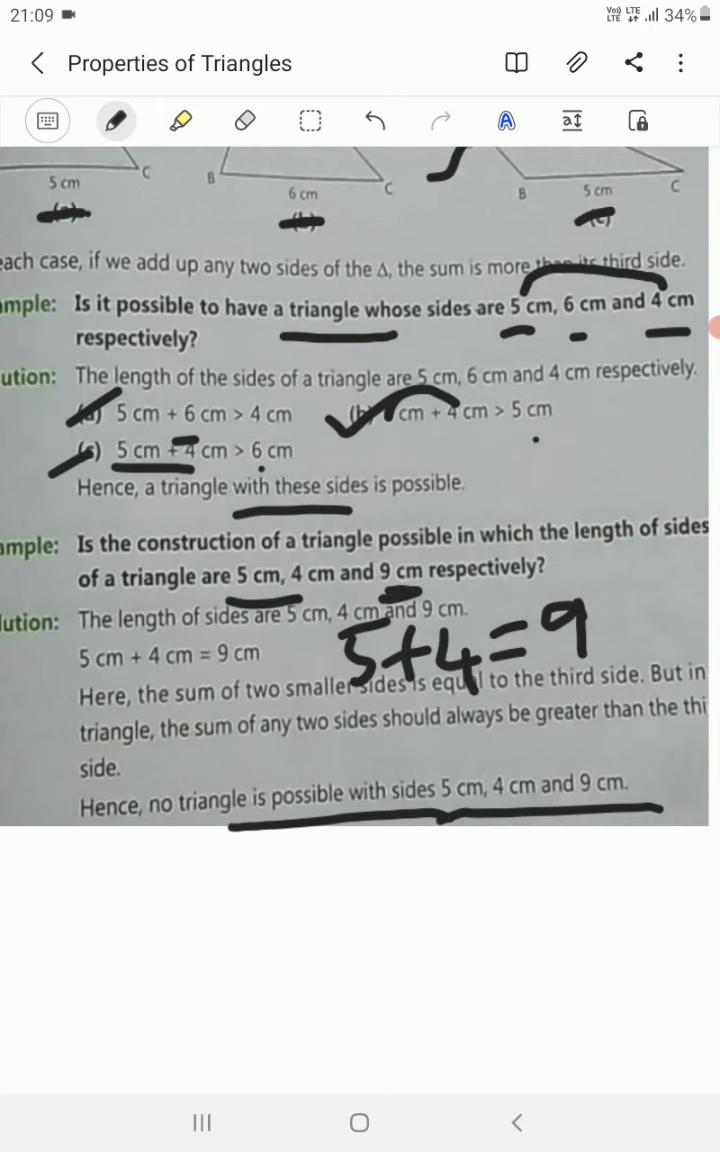 21:09
Vo)) LTE LTE 34%
Properties of Triangles
5 cm C B 6 cm C B 5 cm C
(a) (b) (c)
each case, if we add up any two sides of the Δ, the sum is more than its third side.
ample: Is it possible to have a triangle whose sides are 5 cm, 6 cm and 4 cm
respectively?
ution: The length of the sides of a triangle are 5 cm, 6 cm and 4 cm respectively.
(a) 5 cm + 6 cm > 4 cm (b) cm + 4 cm > 5 cm
(c) 5 cm + 4 cm > 6 cm
Hence, a triangle with these sides is possible.
ample: Is the construction of a triangle possible in which the length of sides
of a triangle are 5 cm, 4 cm and 9 cm respectively?
lution: The length of sides are 5 cm, 4 cm and 9 cm.
5 cm + 4 cm = 9 cm
5+4=9
Here, the sum of two smaller sides is equal to the third side. But in
triangle, the sum of any two sides should always be greater than the thi
side.
Hence, no triangle is possible with sides 5 cm, 4 cm and 9 cm.